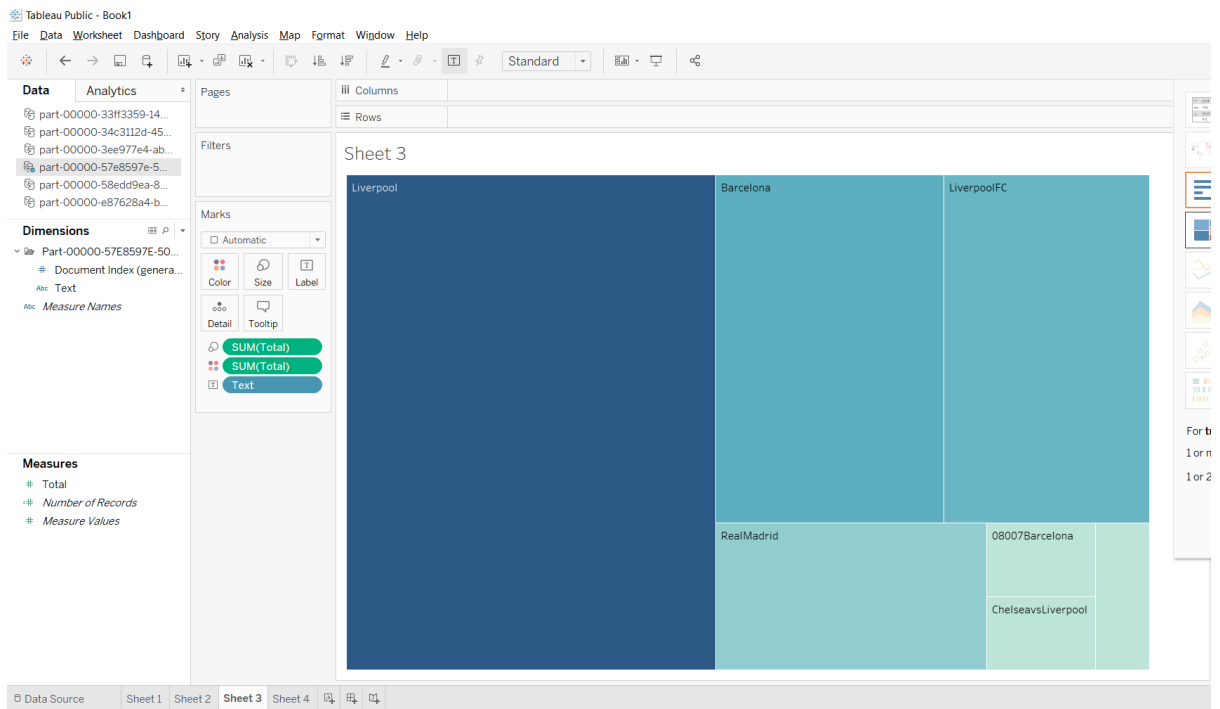 Tableau Public - Book1
File Data Worksheet Dashboard Story Analysis Map Format Window Help
Standard
Data Analytics
part-00000-33ff3359-14...
part-00000-34c3112d-45...
part-00000-3ee977e4-ab...
part-00000-57e8597e-5...
part-00000-58edd9ea-8...
part-00000-e87628a4-b...
Dimensions
Part-00000-57E8597E-50...
# Document Index (genera...
Abc Text
Abc Measure Names
Measures
# Total
=# Number of Records
# Measure Values
Pages
Filters
Marks
Automatic
Color Size Label
Detail Tooltip
SUM(Total)
SUM(Total)
Text
Columns
Rows
Sheet 3
Liverpool
Barcelona
LiverpoolFC
RealMadrid
08007Barcelona
ChelseavsLiverpool
For
1 or
1 or 2
Data Source Sheet 1 Sheet 2 Sheet 3 Sheet 4